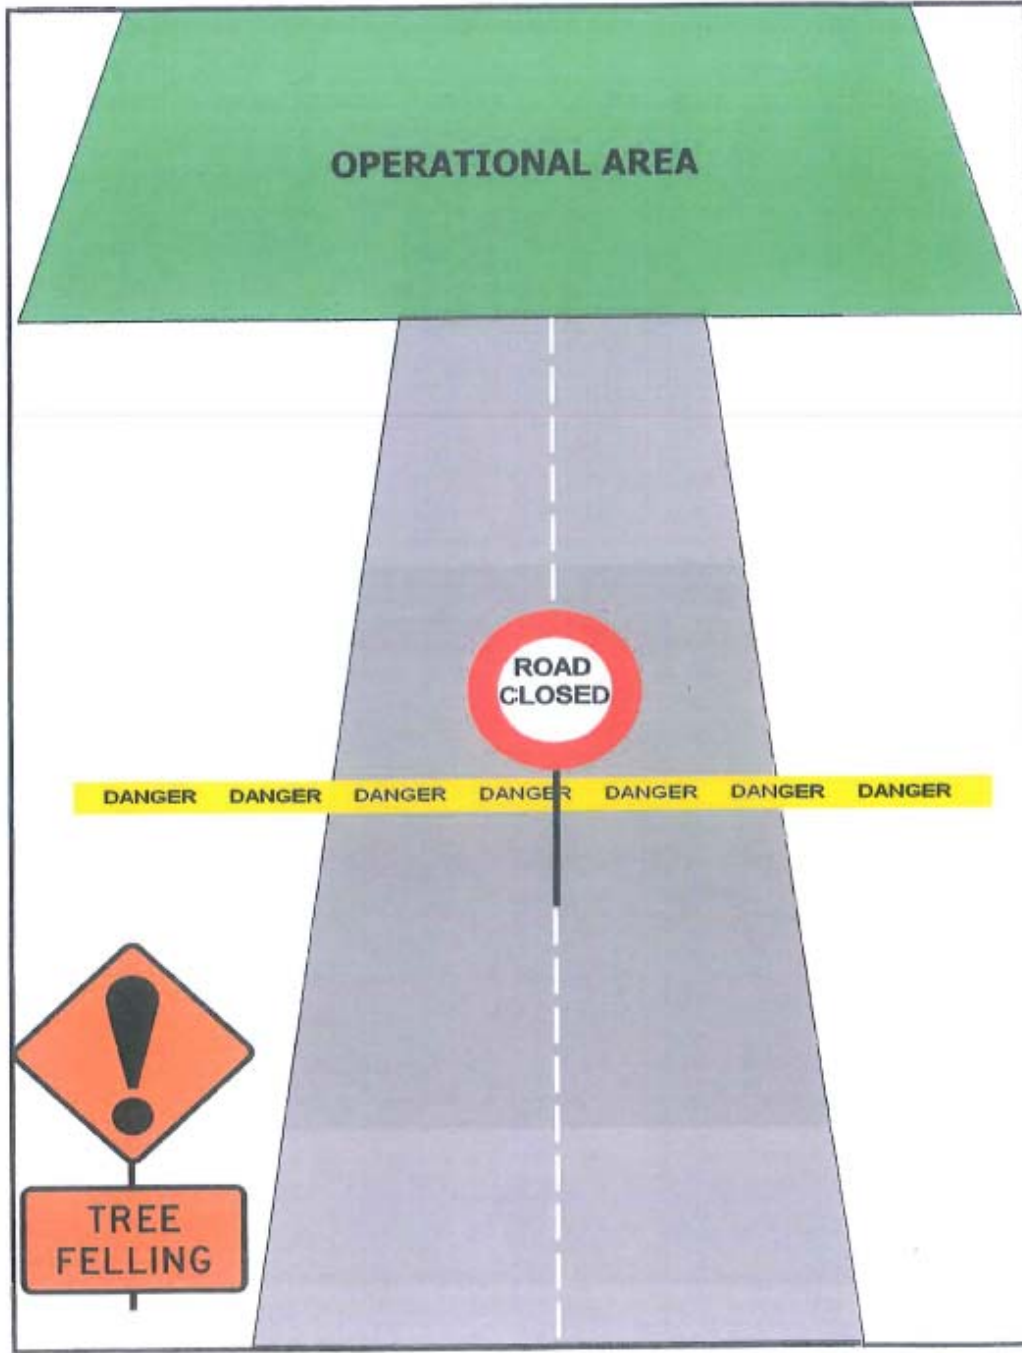 OPERATIONAL AREA
ROAD
CLOSED
DANGER DANGER DANGER DANGER DANGER DANGER DANGER
TREE
FELLING